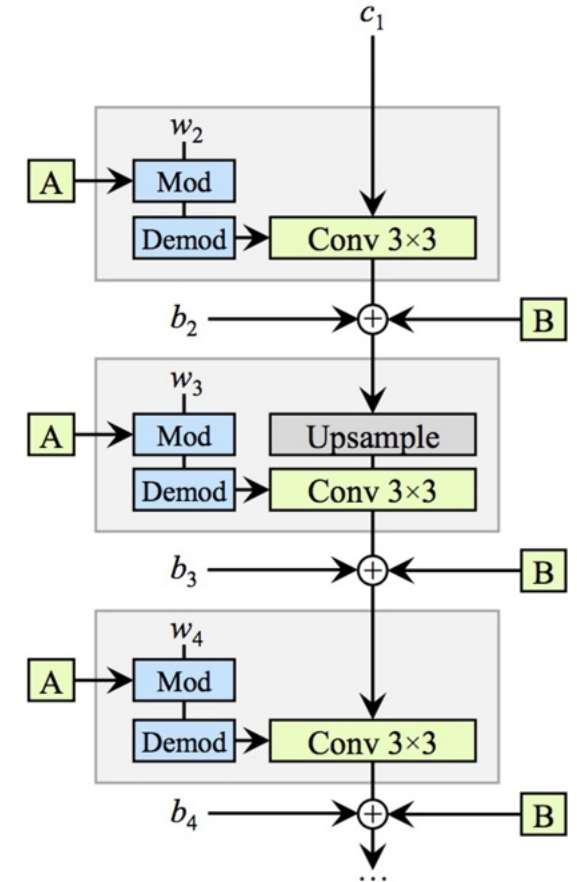 c₁
w₂
A Mod
Demod Conv 3×3
b₂ + B
w₃
A Mod Upsample
Demod Conv 3×3
b₃ + B
w₄
A Mod
Demod Conv 3×3
b₄ + B
...